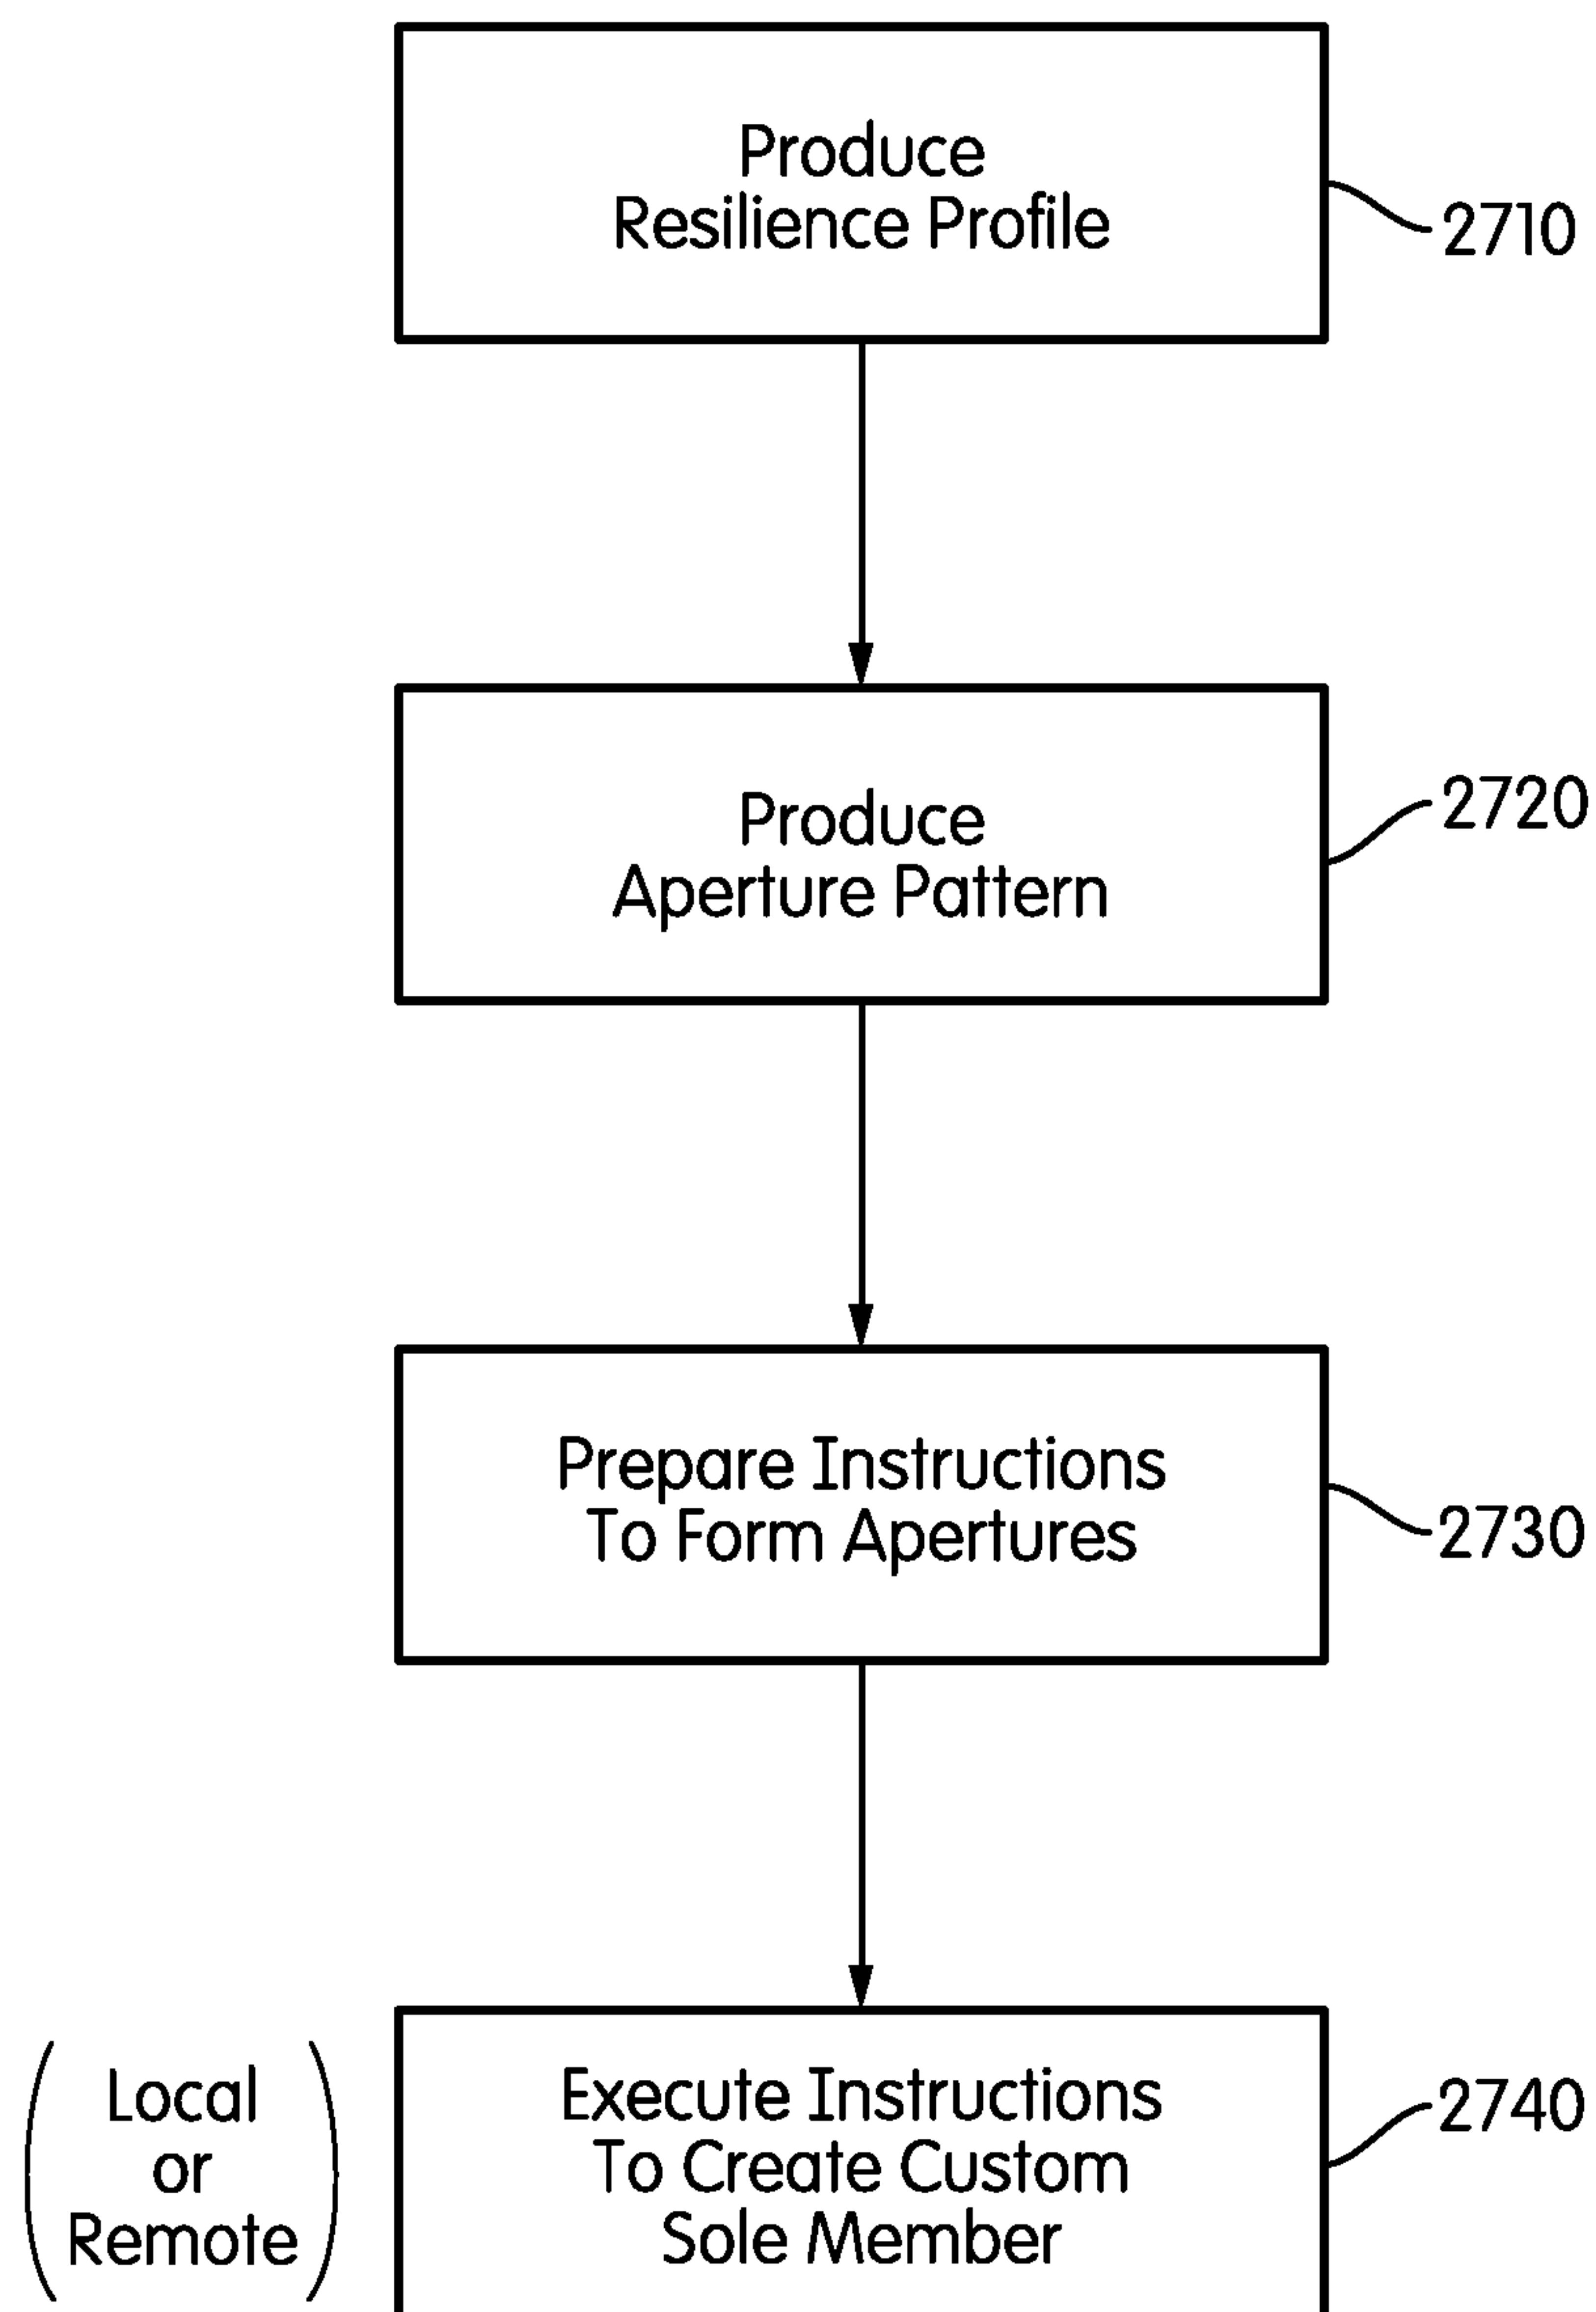 Produce
Resilience Profile
2710
Produce
Aperture Pattern
2720
Prepare Instructions
To Form Apertures
2730
Local
or
Remote
Execute Instructions
To Create Custom
Sole Member
2740